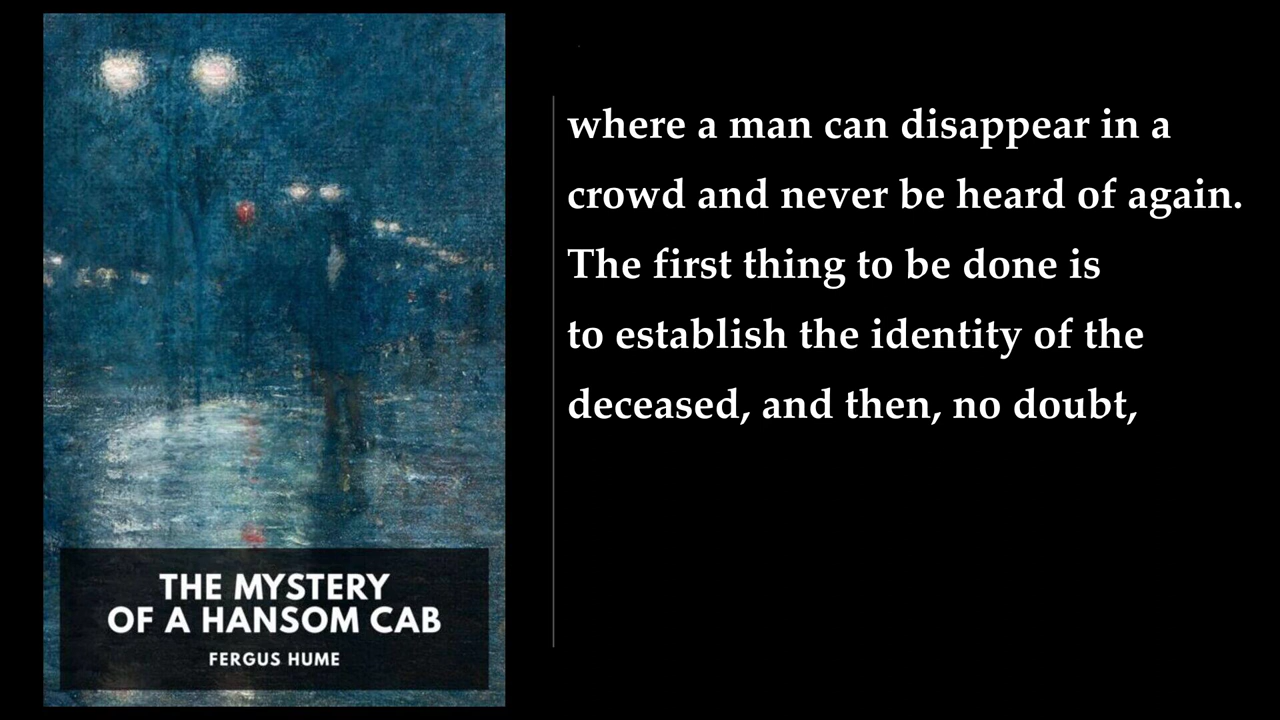 THE MYSTERY
OF A HANSOM CAB
FERGUS HUME
where a man can disappear in a
crowd and never be heard of again.
The first thing to be done is
to establish the identity of the
deceased, and then, no doubt,